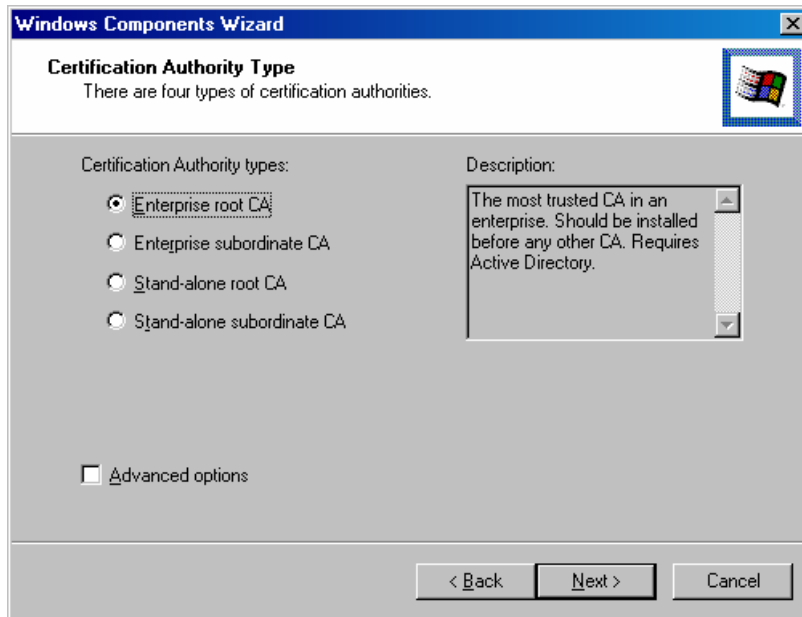 Windows Components Wizard
Certification Authority Type
There are four types of certification authorities.
Certification Authority types:
Enterprise root CA
Enterprise subordinate CA
Stand-alone root CA
Stand-alone subordinate CA
Description:
The most trusted CA in an
enterprise. Should be installed
before any other CA. Requires
Active Directory.
Advanced options
< Back
Next >
Cancel